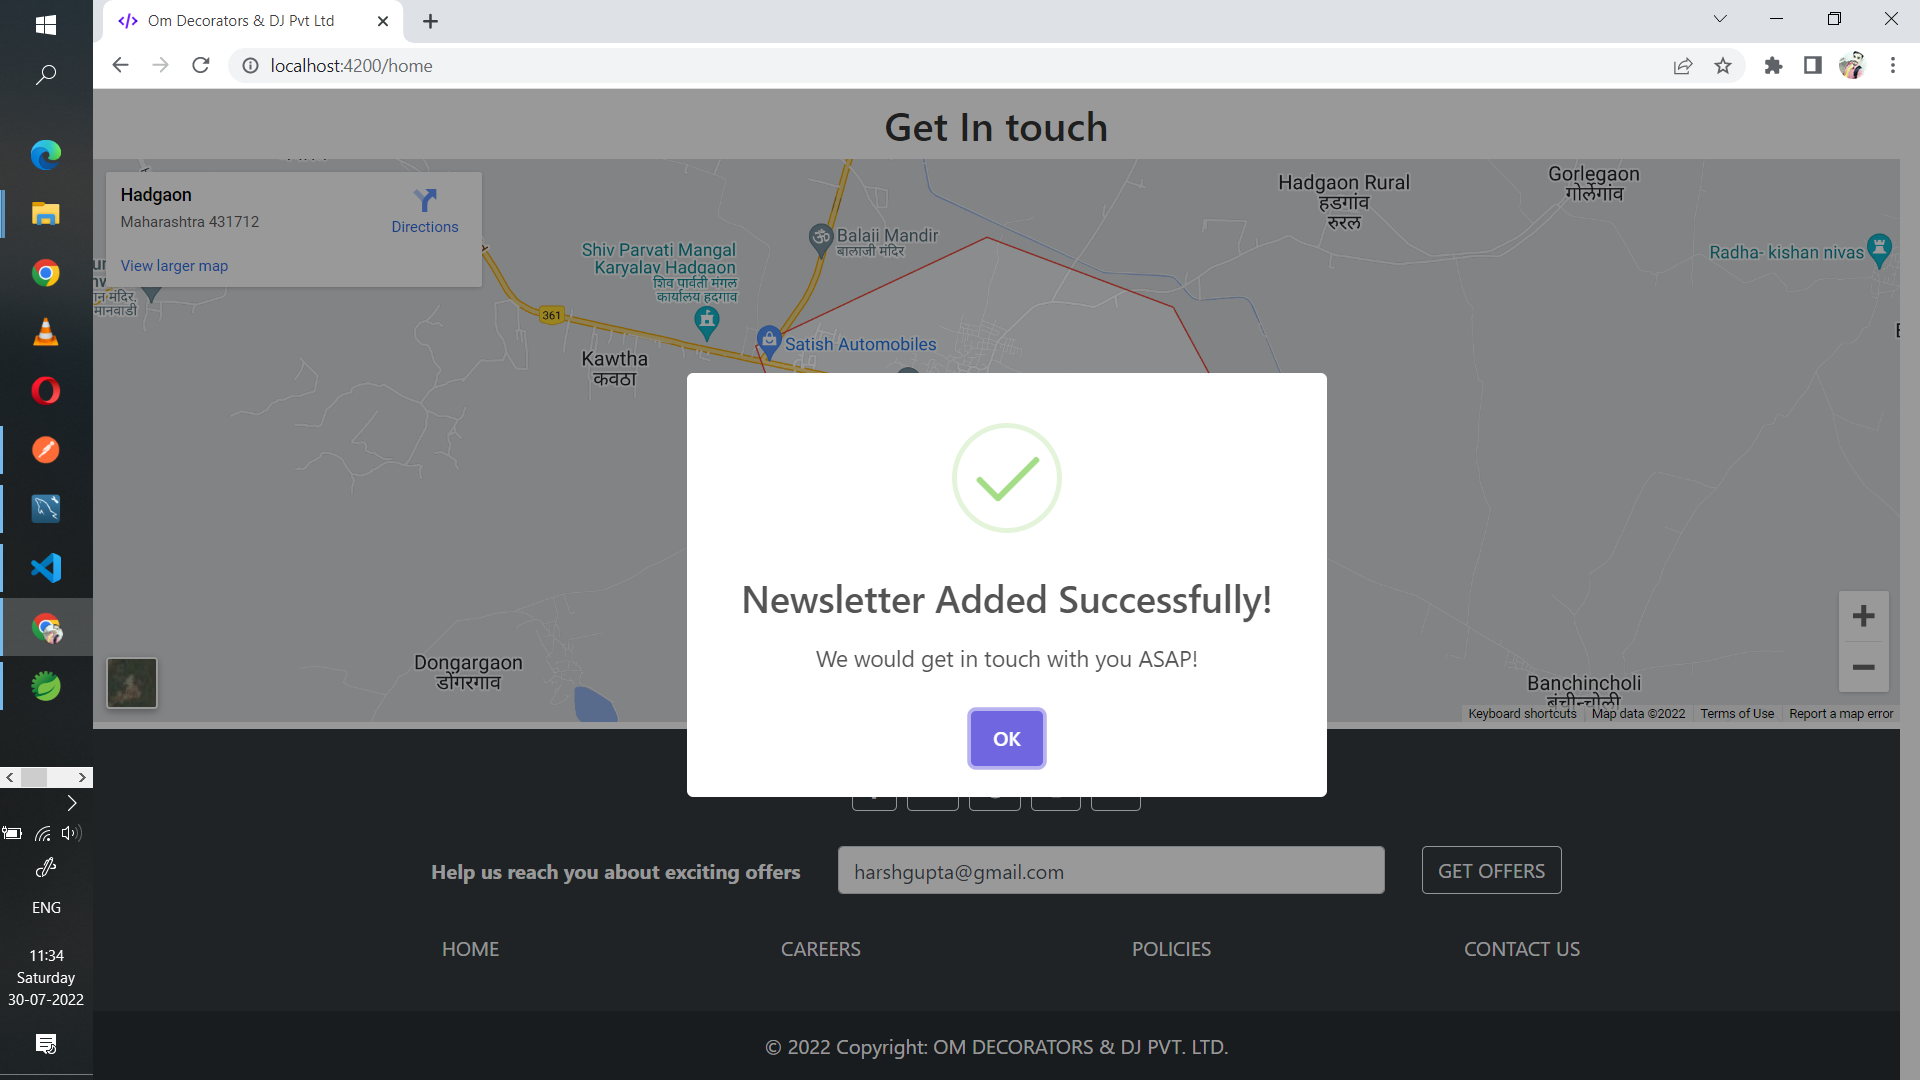 Om Decorators & DJ Pvt Ltd
localhost:4200/home
Get In touch
Hadgaon
Maharashtra 431712
Directions
View larger map
Hadgaon Rural
हडगांव
रुरल
Gorlegaon
गोर्लेगांव
Balaji Mandir
बालाजी मंदिर
Shiv Parvati Mangal
Karyalay Hadgaon
शिव पार्वती मंगल
कार्यालय हदगाव
Radha- kishan nivas
361
Satish Automobiles
Kawtha
कवठा
Newsletter Added Successfully!
We would get in touch with you ASAP!
OK
Dongargaon
डोंगरगाव
Banchincholi
बंचीन्चोली
Keyboard shortcuts
Map data ©2022
Terms of Use
Report a map error
Help us reach you about exciting offers
harshgupta@gmail.com
GET OFFERS
HOME
CAREERS
POLICIES
CONTACT US
© 2022 Copyright: OM DECORATORS & DJ PVT. LTD.
ENG
11:34
Saturday
30-07-2022